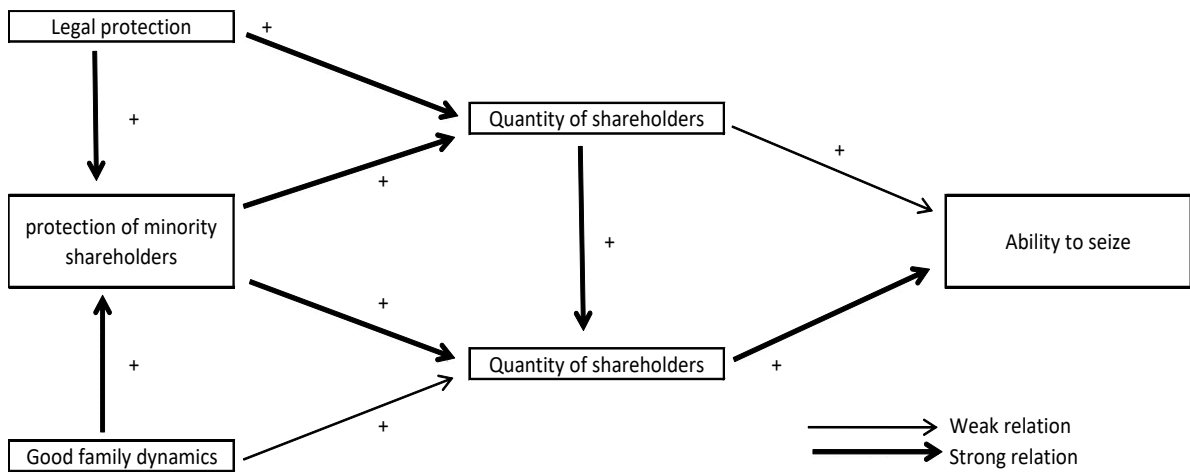 Legal protection
+
+
Quantity of shareholders
+
+
protection of minority
shareholders
+
Ability to seize
+
+
Quantity of shareholders
+
+
Good family dynamics
Weak relation
Strong relation